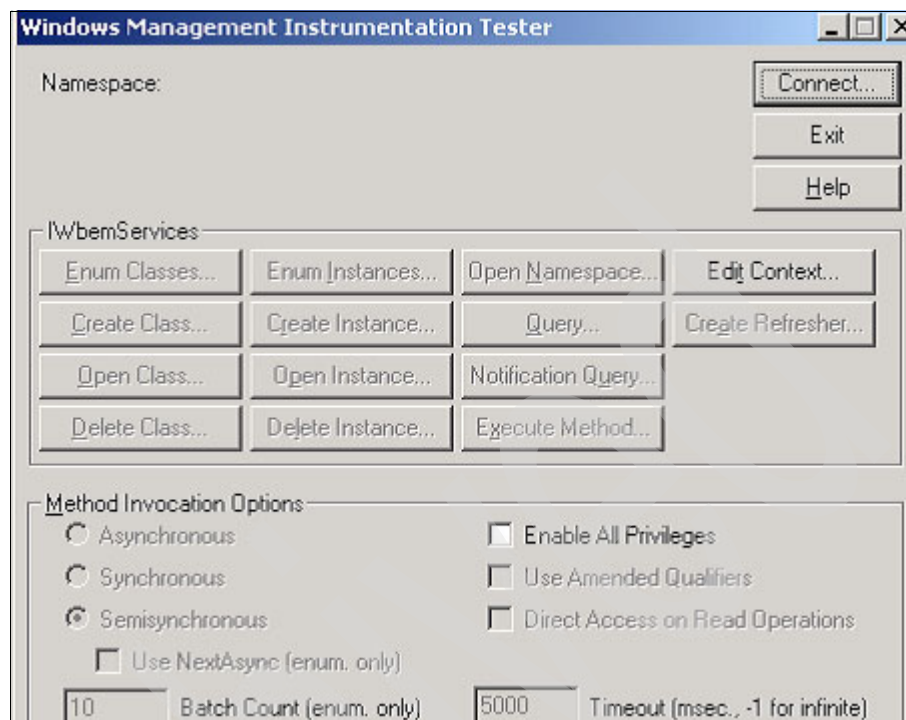 Windows Management Instrumentation Tester
Namespace:
Connect...
Exit
Help
IWbemServices
Enum Classes... Enum Instances... Open Namespace... Edit Context...
Create Class... Create Instance... Query... Create Refresher...
Open Class... Open Instance... Notification Query...
Delete Class... Delete Instance... Execute Method...
Method Invocation Options
Asynchronous Enable All Privileges
Synchronous Use Amended Qualifiers
Semisynchronous Direct Access on Read Operations
Use NextAsync (enum. only)
10 Batch Count (enum. only) 5000 Timeout (msec., -1 for infinite)